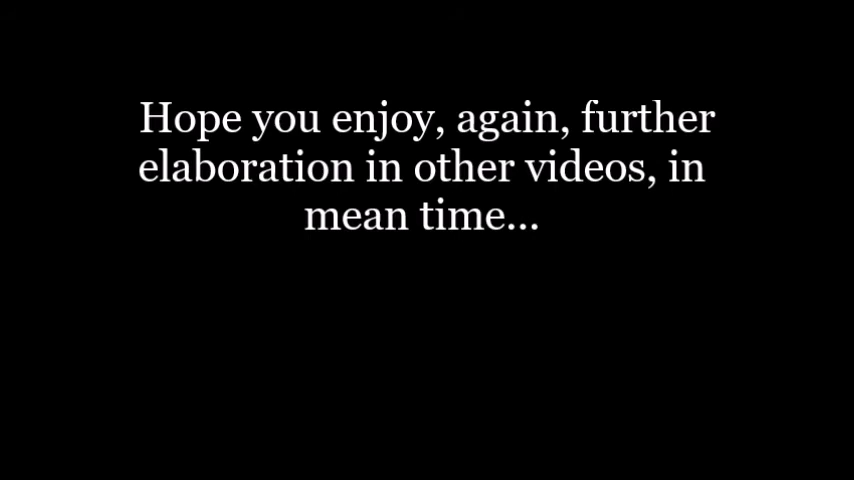 Hope you enjoy, again, further
elaboration in other videos, in
mean time...